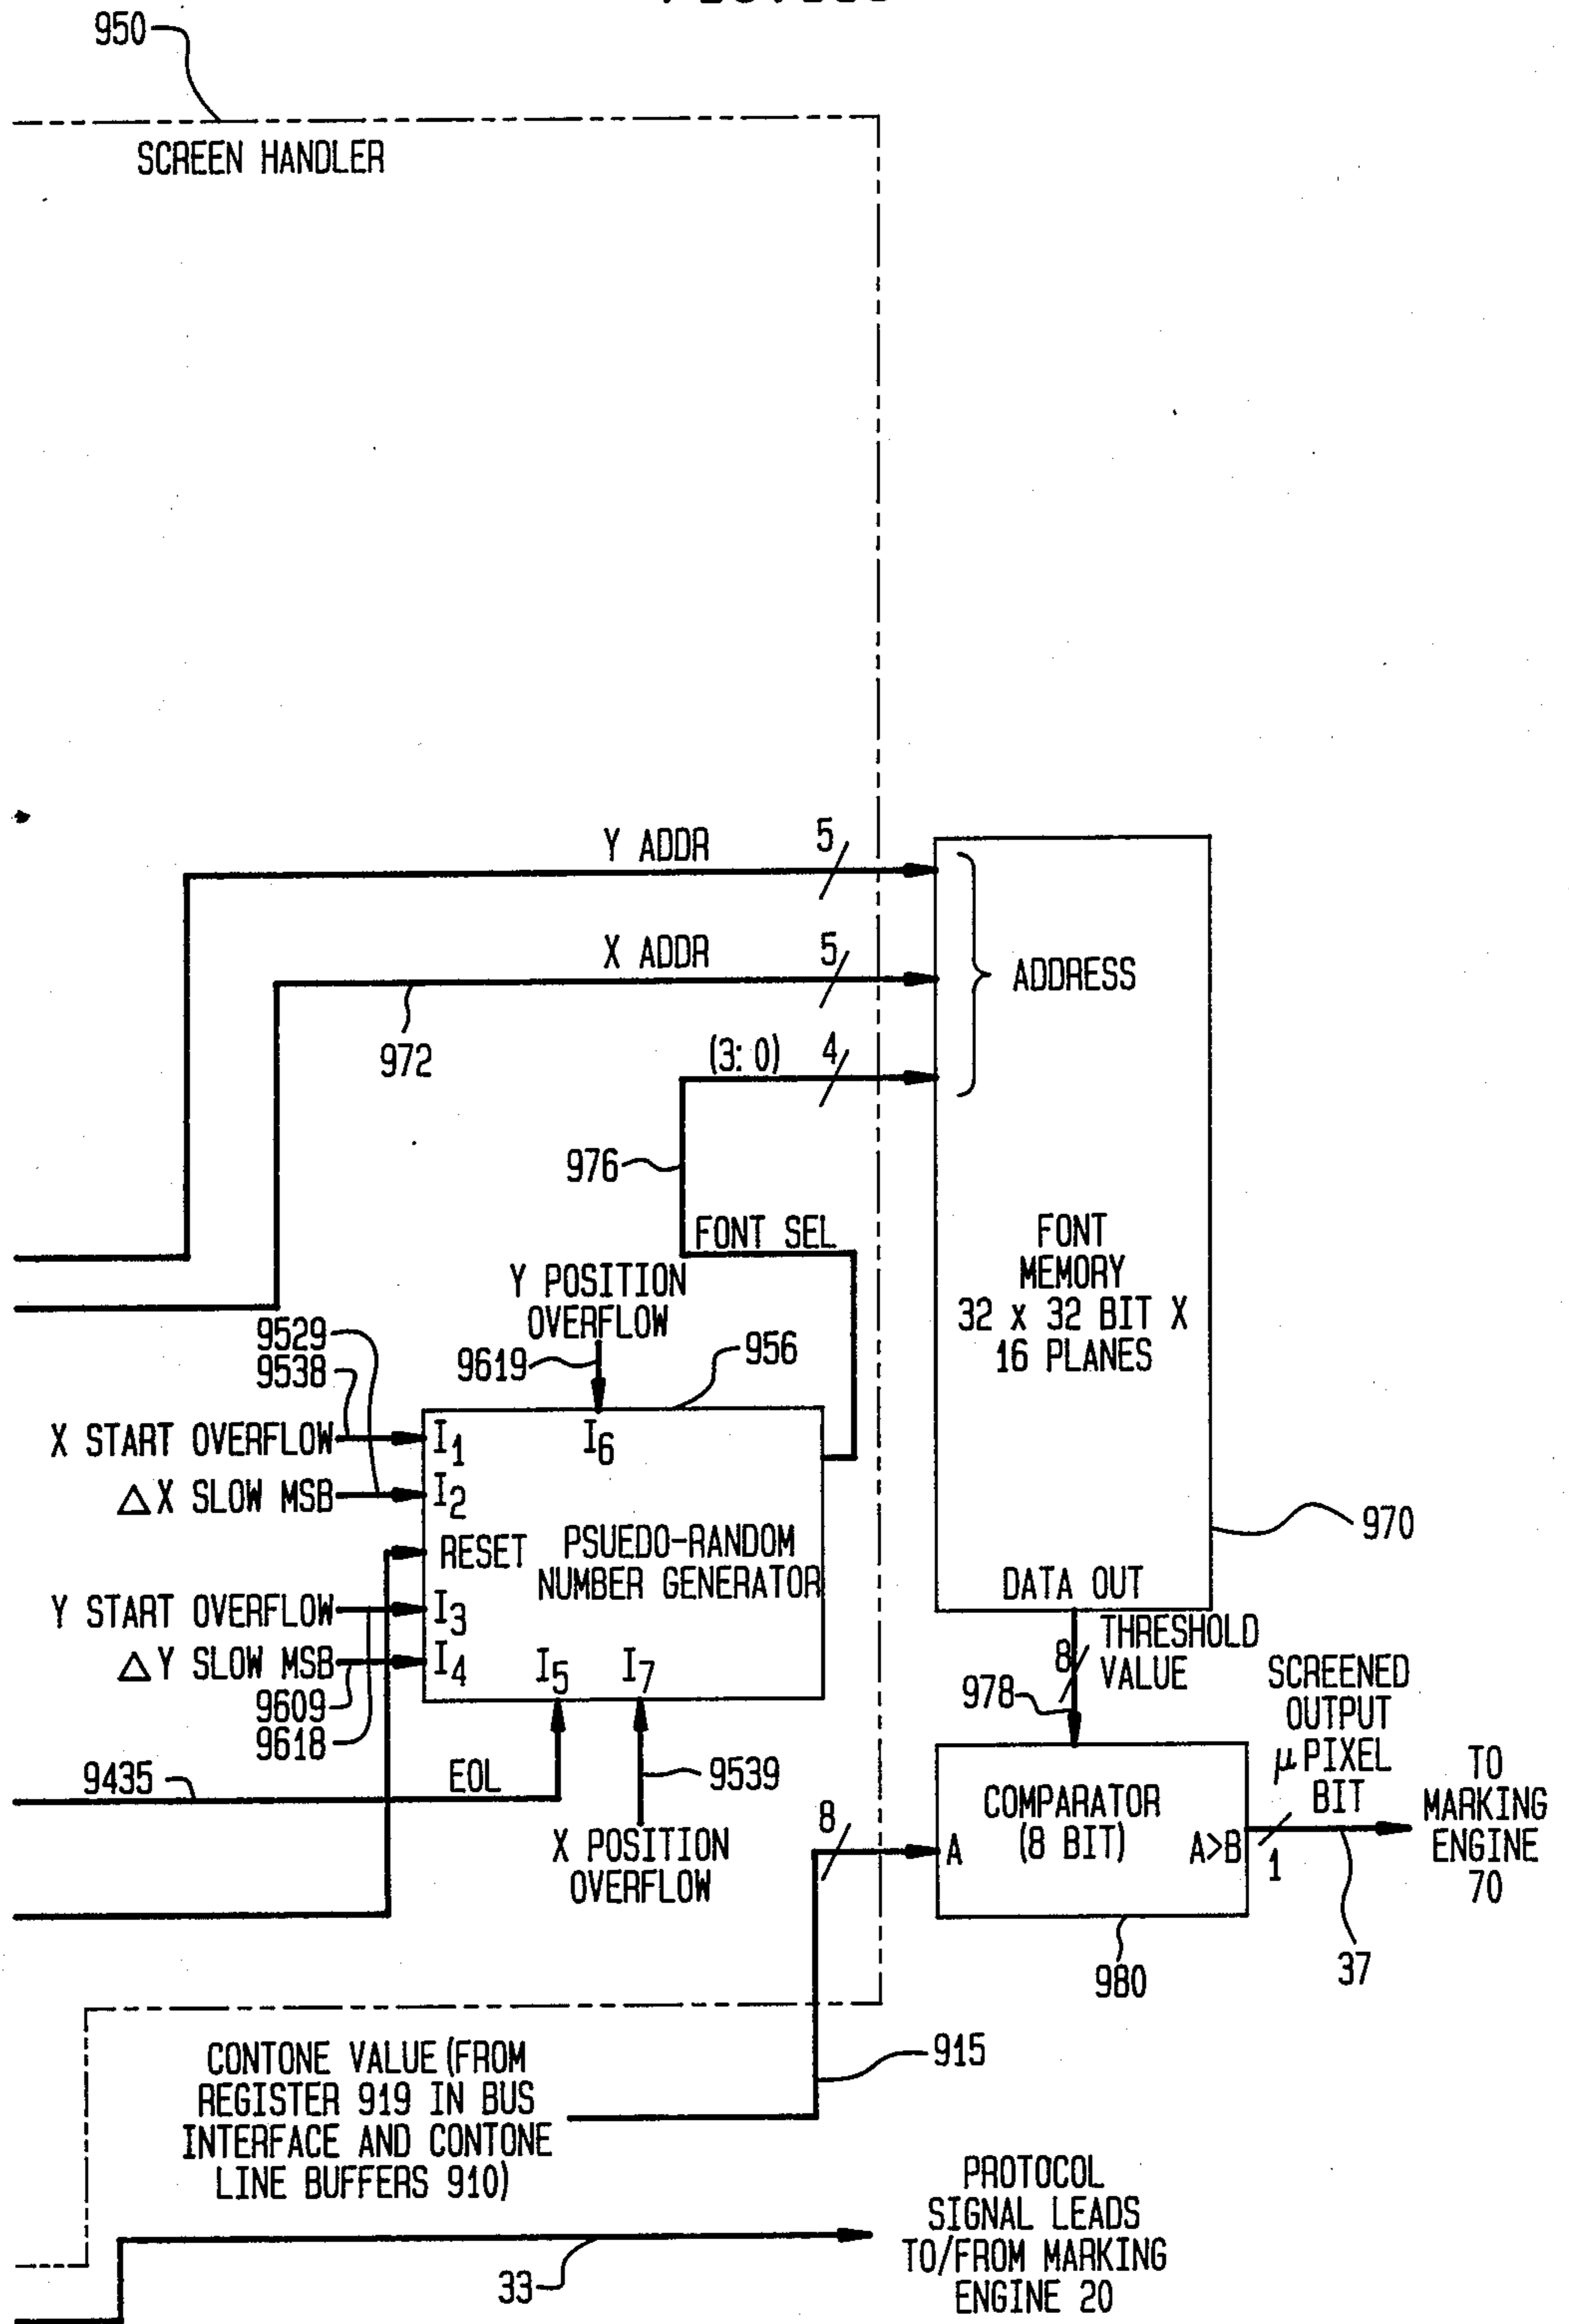 950
SCREEN HANDLER
Y ADDR
5
X ADDR
5
ADDRESS
972
(3: 0)
4
976
FONT SEL
FONT
MEMORY
32 x 32 BIT X
16 PLANES
Y POSITION
OVERFLOW
9529
9538
9619
956
X START OVERFLOW
I1
I6
△X SLOW MSB
I2
970
RESET
PSUEDO-RANDOM
NUMBER GENERATOR
DATA OUT
Y START OVERFLOW
I3
△Y SLOW MSB
I4
I5
I7
8
THRESHOLD
VALUE
978
9609
9618
SCREENED
OUTPUT
μPIXEL
BIT
9435
EOL
9539
X POSITION
OVERFLOW
8
A
COMPARATOR
(8 BIT)
A>B
1
TO
MARKING
ENGINE
70
980
37
CONTONE VALUE (FROM
REGISTER 919 IN BUS
INTERFACE AND CONTONE
LINE BUFFERS 910)
915
33
PROTOCOL
SIGNAL LEADS
TO/FROM MARKING
ENGINE 20